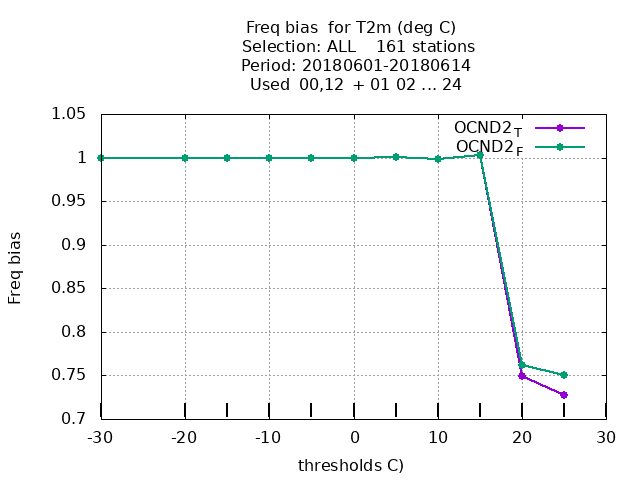 Freq bias  for T2m (deg C)
Selection: ALL    161 stations
Period: 20180601-20180614
Used  00,12  + 01 02 ... 24
1.05
OCND2T
OCND2F
1
0.95
0.9
0.85
0.8
0.75
0.7
Freq bias
-30
-20
-10
0
10
20
30
thresholds C)